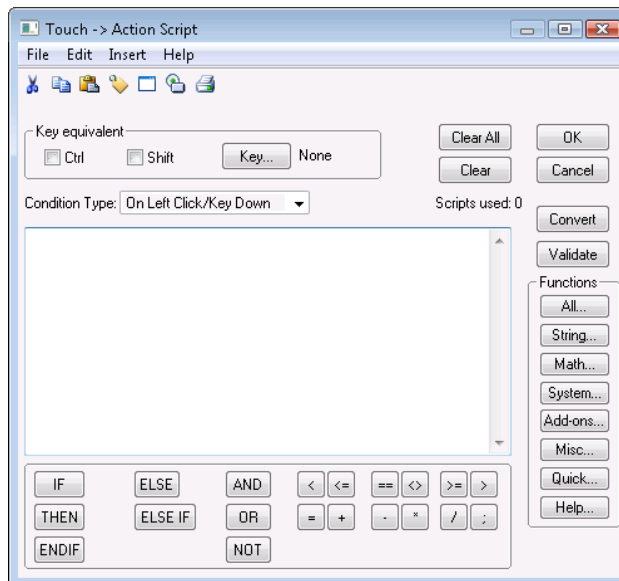 Touch -> Action Script
File Edit Insert Help
Key equivalent
Ctrl Shift Key... None
Clear All OK
Clear Cancel
Condition Type: On Left Click/Key Down Scripts used: 0
Convert
Validate
Functions
All...
String...
Math...
System...
Add-ons...
Misc...
Quick...
Help...
IF ELSE AND < <= == <> >= >
THEN ELSE IF OR = + - * / ;
ENDIF NOT